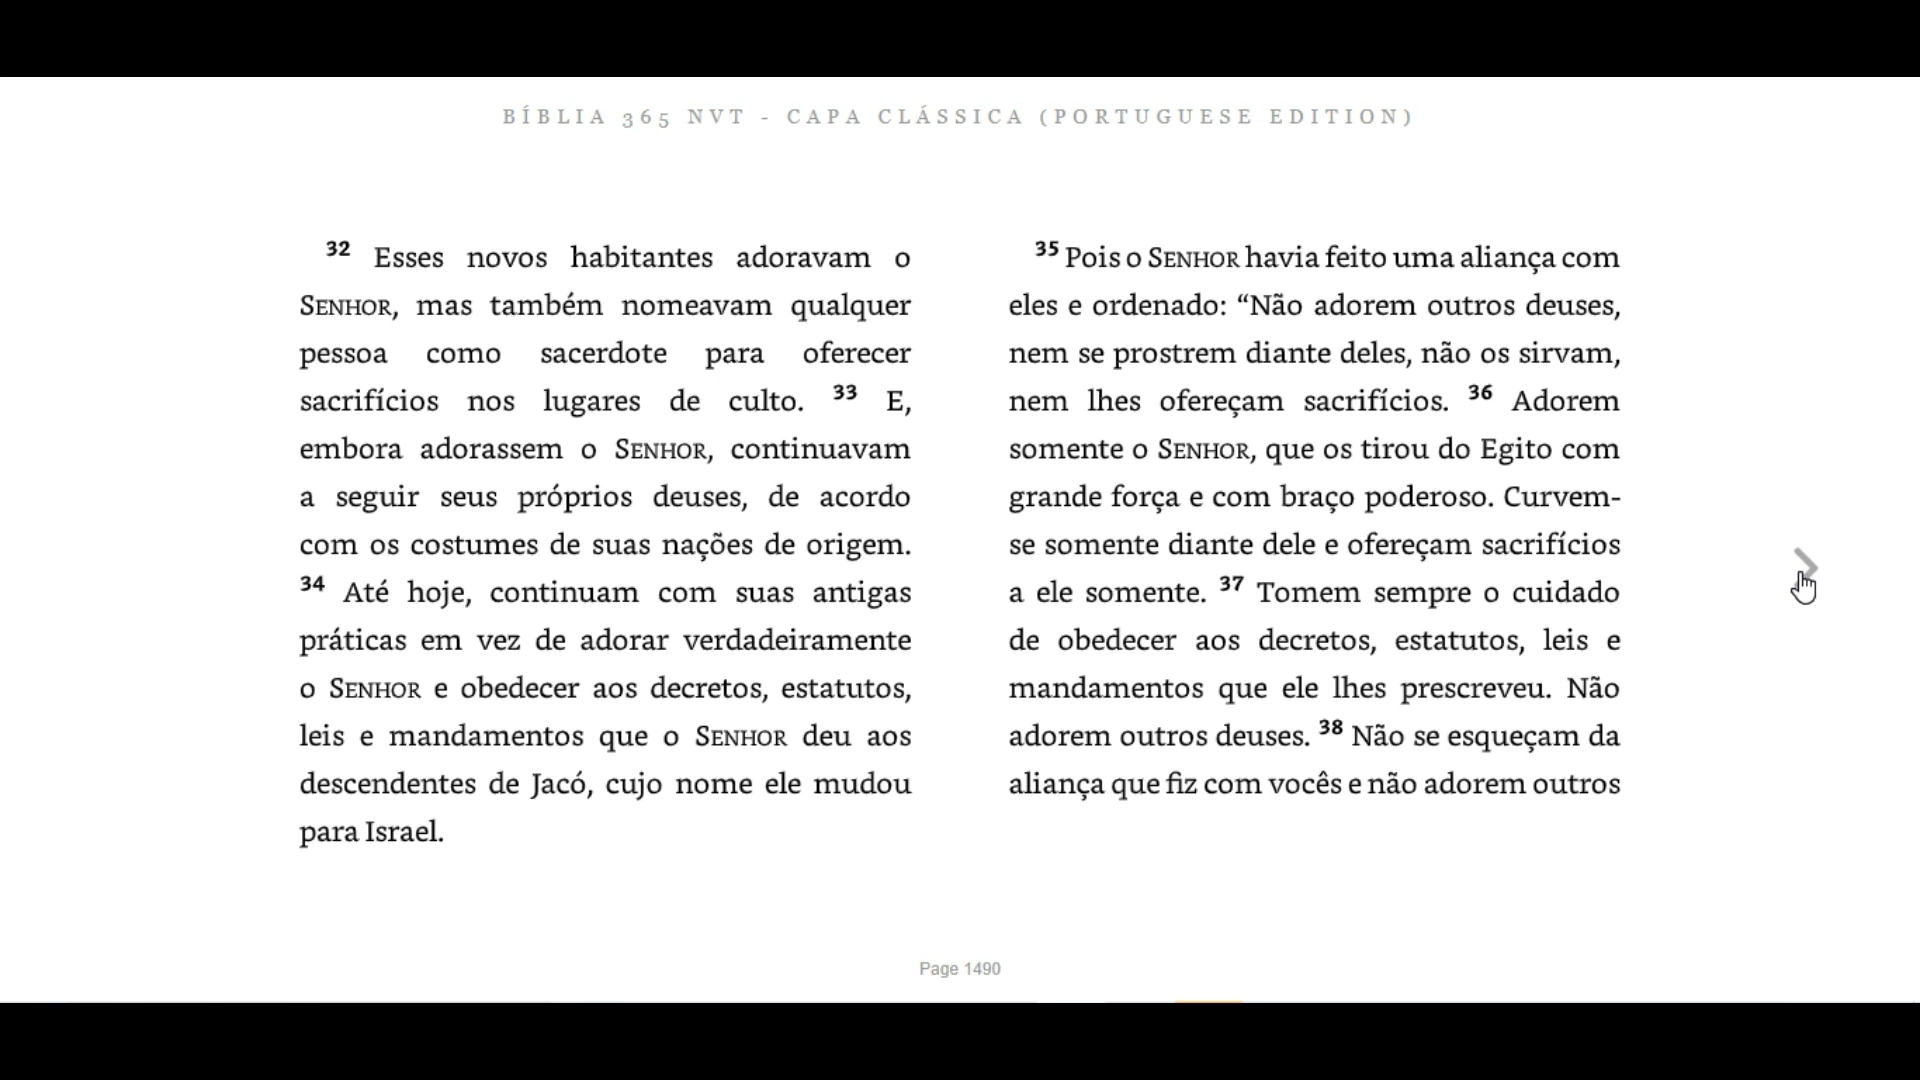 BÍBLIA 365 NVT - CAPA CLÁSSICA (PORTUGUESE EDITION)
32 Esses novos habitantes adoravam o
SENHOR, mas também nomeavam qualquer
pessoa como sacerdote para oferecer
sacrifícios nos lugares de culto. 33 E,
embora adorassem o SENHOR, continuavam
a seguir seus próprios deuses, de acordo
com os costumes de suas nações de origem.
34 Até hoje, continuam com suas antigas
práticas em vez de adorar verdadeiramente
o SENHOR e obedecer aos decretos, estatutos,
leis e mandamentos que o SENHOR deu aos
descendentes de Jacó, cujo nome ele mudou
para Israel.
35 Pois o SENHOR havia feito uma aliança com
eles e ordenado: “Não adorem outros deuses,
nem se prostrem diante deles, não os sirvam,
nem lhes ofereçam sacrifícios. 36 Adorem
somente o SENHOR, que os tirou do Egito com
grande força e com braço poderoso. Curvem-
se somente diante dele e ofereçam sacrifícios
a ele somente. 37 Tomem sempre o cuidado
de obedecer aos decretos, estatutos, leis e
mandamentos que ele lhes prescreveu. Não
adorem outros deuses. 38 Não se esqueçam da
aliança que fiz com vocês e não adorem outros
Page 1490